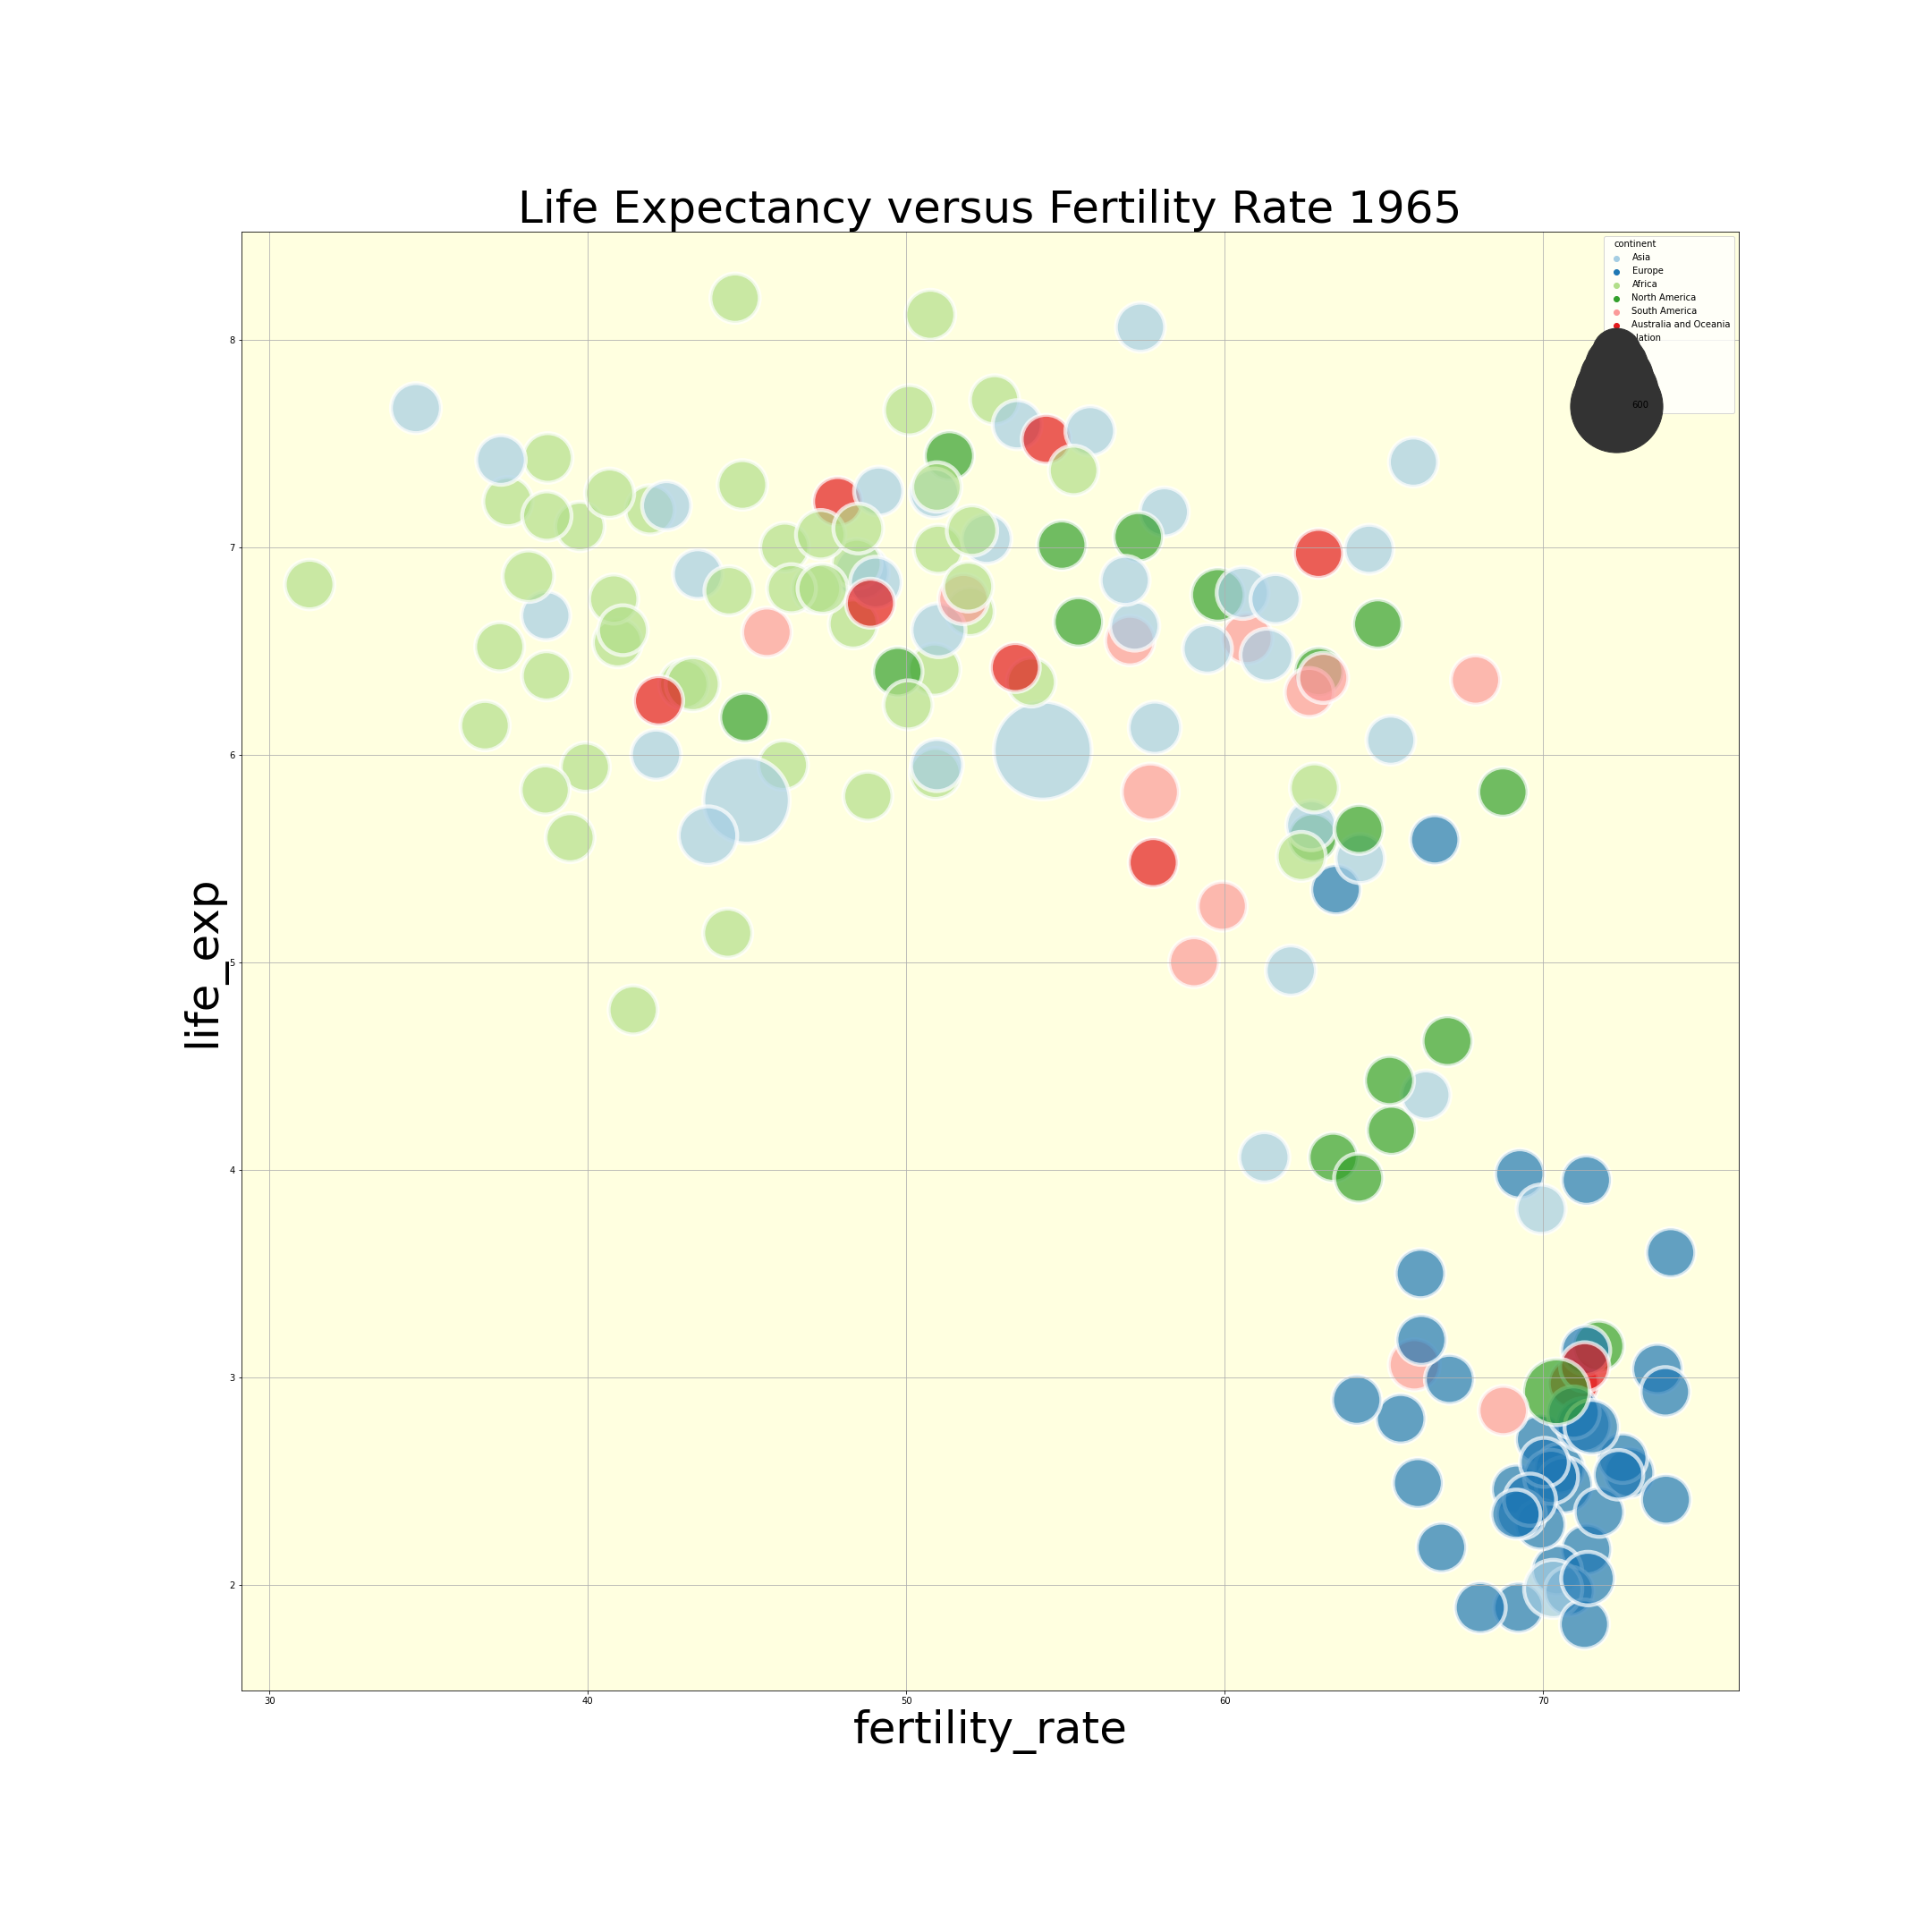 Life Expectancy versus Fertility Rate 1965
continent
Asia
Europe
Africa
North America
South America
Australia and Oceania
600
8
7
6
5
4
3
2
life_exp
30 40 50 60 70
fertility_rate